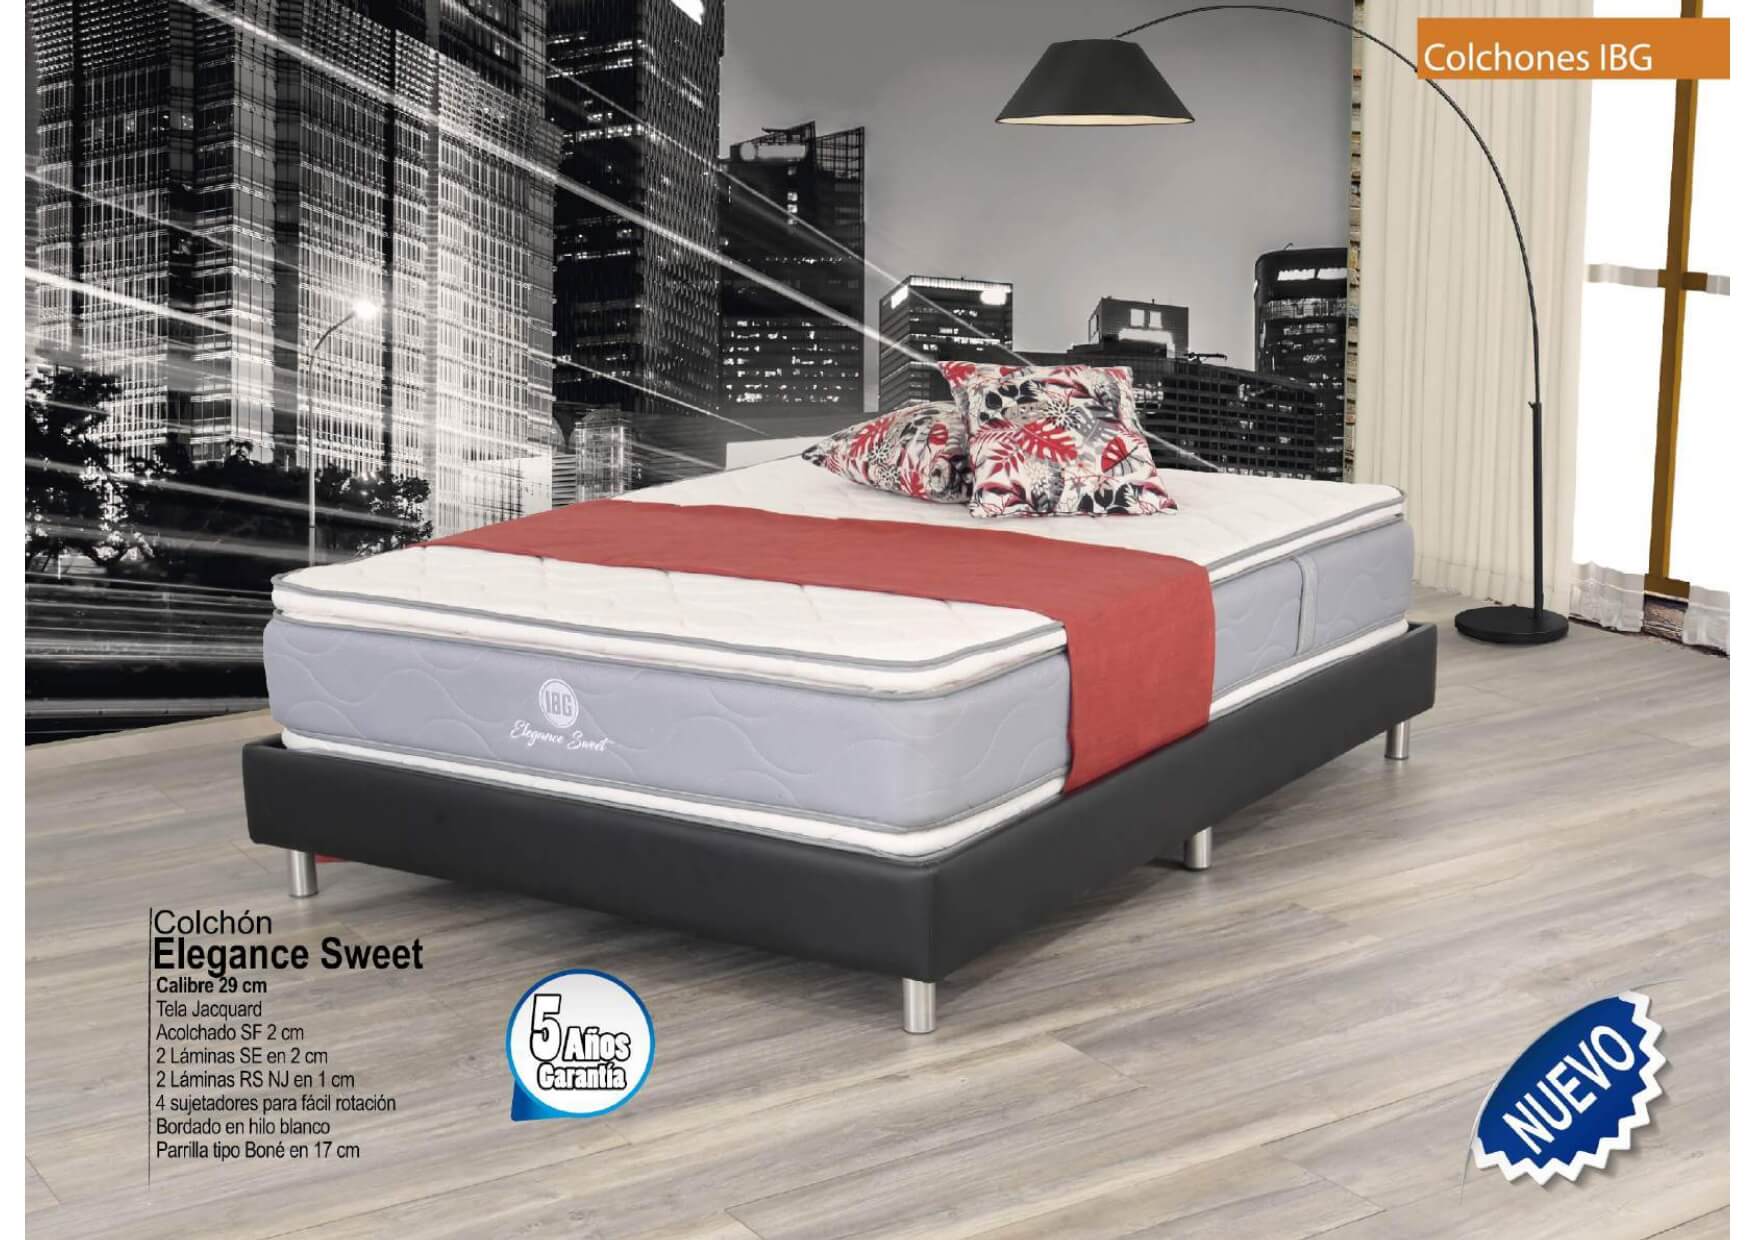 Colchones IBG
IBG
Elegance Sweet
Colchón
Elegance Sweet
Calibre 29 cm
Tela Jacquard
Acolchado SF 2 cm
2 Láminas SE en 2 cm
2 Láminas RS NJ en 1 cm
4 sujetadores para fácil rotación
Bordado en hilo blanco
Parrilla tipo Boné en 17 cm
5 Años
Garantía
NUEVO